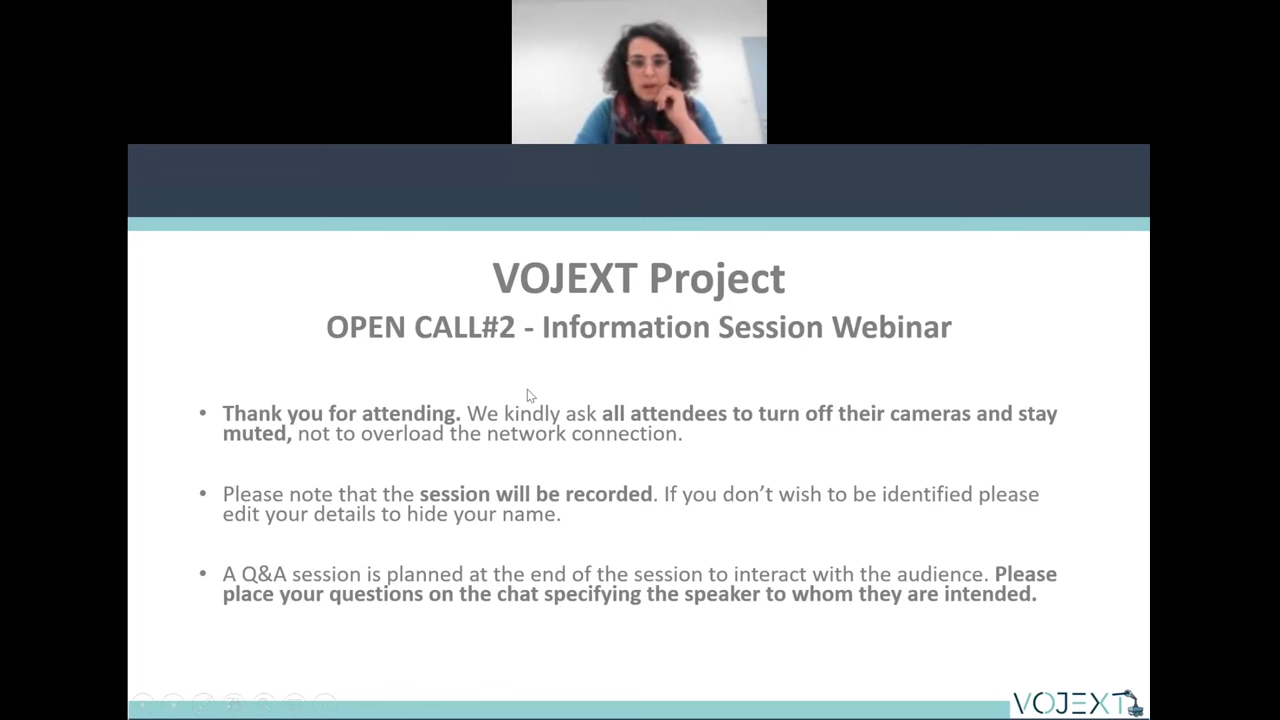 VOJEXT Project
OPEN CALL#2 - Information Session Webinar
• Thank you for attending. We kindly ask all attendees to turn off their cameras and stay
muted, not to overload the network connection.
• Please note that the session will be recorded. If you don’t wish to be identified please
edit your details to hide your name.
• A Q&A session is planned at the end of the session to interact with the audience. Please
place your questions on the chat specifying the speaker to whom they are intended.
VOJEXT